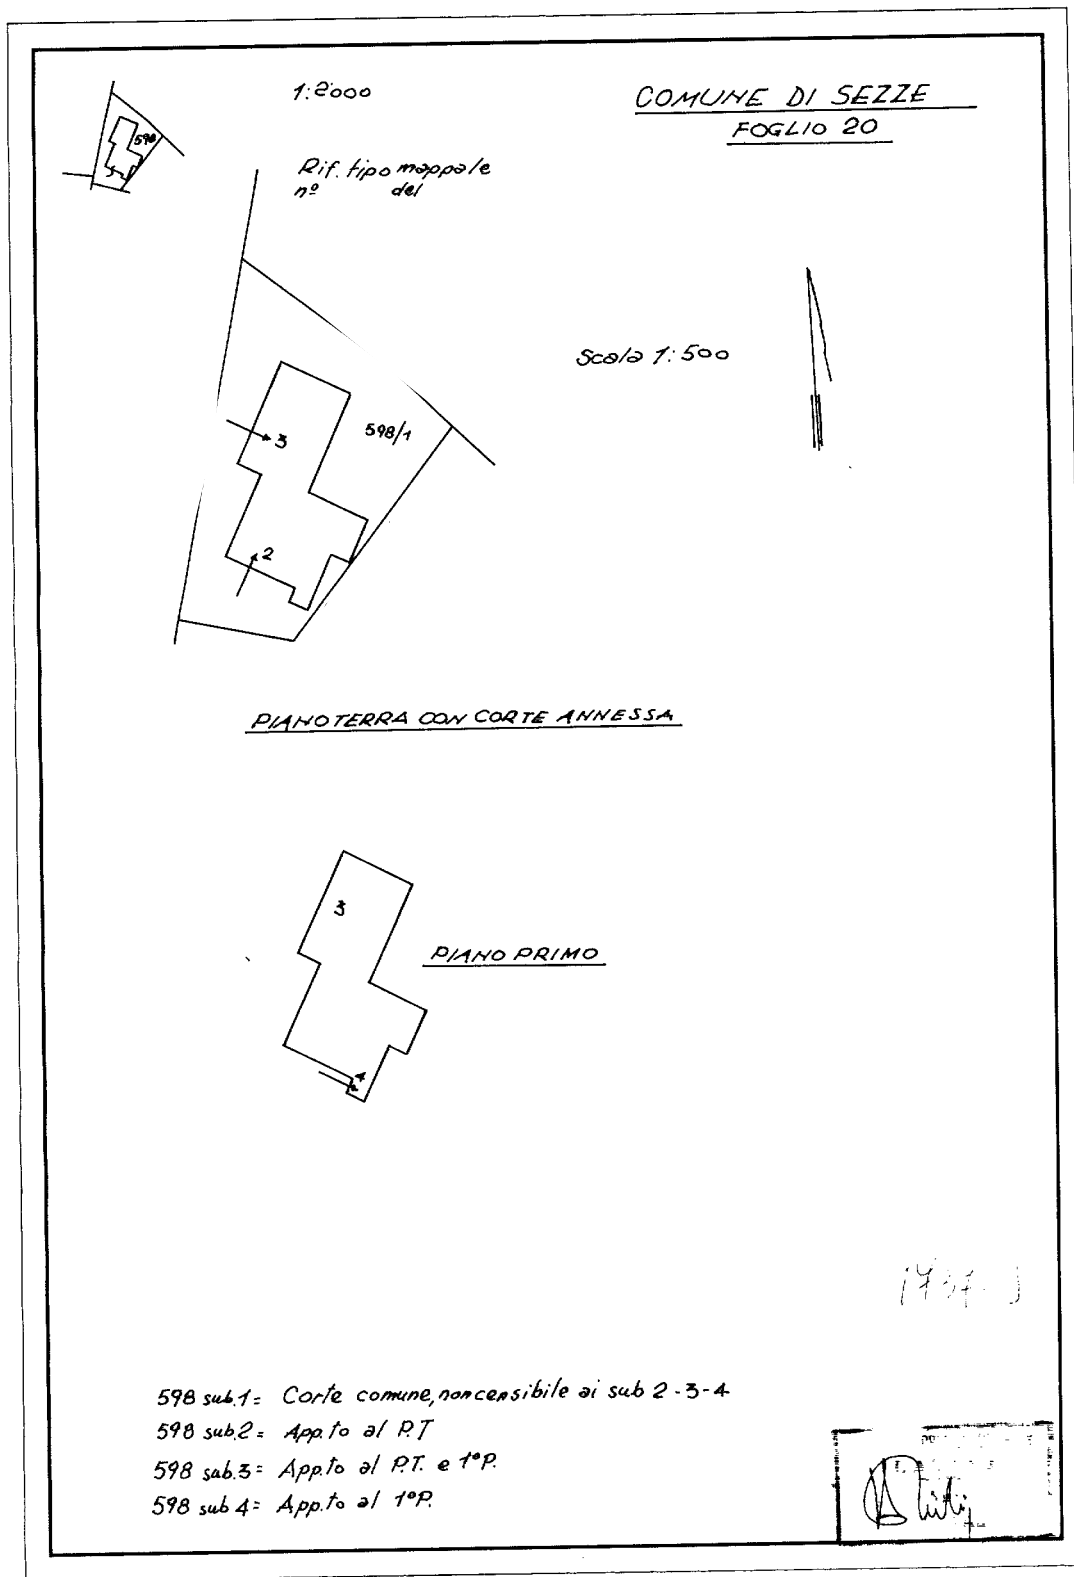 1:2000
COMUNE DI SEZZE
FOGLIO 20
598
Rif. tipo mappale
nº del
Scala 1:500
3
598/1
2
PIANO TERRA CON CORTE ANNESSA
3
PIANO PRIMO
4
598 sub.1= Corte comune, non censibile ai sub 2-3-4
598 sub.2= App.to al P.T
598 sub.3= App.to al P.T. e 1°P.
598 sub 4= App.to al 1°P.